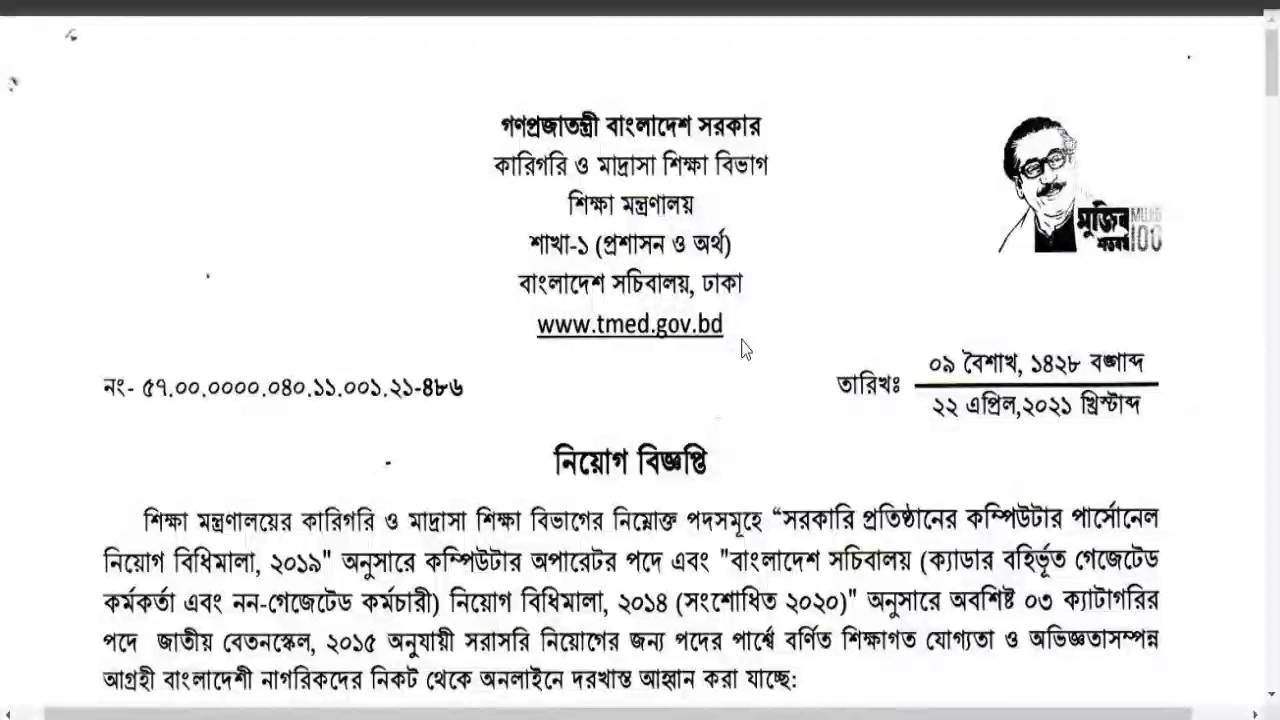 গণপ্রজাতন্ত্রী বাংলাদেশ সরকার
কারিগরি ও মাদ্রাসা শিক্ষা বিভাগ
শিক্ষা মন্ত্রণালয়
শাখা-১ (প্রশাসন ও অর্থ)
বাংলাদেশ সচিবালয়, ঢাকা
www.tmed.gov.bd
মুজিব
শতবর্ষ
100
নং- ৫৭.০০.০০০০.০৪০.১১.০০১.২১-৪৮৬
তারিখঃ
০৯ বৈশাখ, ১৪২৮ বঙ্গাব্দ
২২ এপ্রিল,২০২১ খ্রিস্টাব্দ
নিয়োগ বিজ্ঞপ্তি
শিক্ষা মন্ত্রণালয়ের কারিগরি ও মাদ্রাসা শিক্ষা বিভাগের নিম্নোক্ত পদসমূহে “সরকারি প্রতিষ্ঠানের কম্পিউটার পার্সোনেল
নিয়োগ বিধিমালা, ২০১৯" অনুসারে কম্পিউটার অপারেটর পদে এবং "বাংলাদেশ সচিবালয় (ক্যাডার বহির্ভূত গেজেটেড
কর্মকর্তা এবং নন-গেজেটেড কর্মচারী) নিয়োগ বিধিমালা, ২০১৪ (সংশোধিত ২০২০)" অনুসারে অবশিষ্ট ০৩ ক্যাটাগরির
পদে জাতীয় বেতনস্কেল, ২০১৫ অনুযায়ী সরাসরি নিয়োগের জন্য পদের পার্শ্বে বর্ণিত শিক্ষাগত যোগ্যতা ও অভিজ্ঞতাসম্পন্ন
আগ্রহী বাংলাদেশী নাগরিকদের নিকট থেকে অনলাইনে দরখাস্ত আহ্বান করা যাচ্ছে: